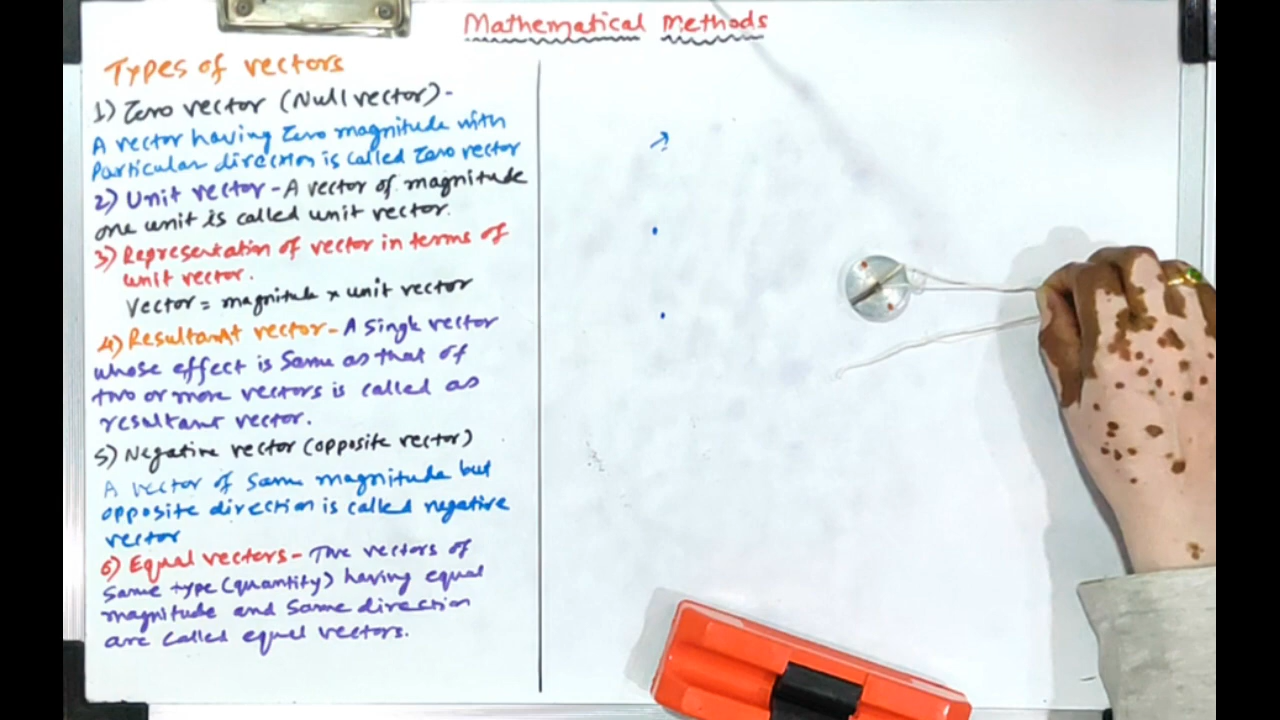 Mathematical Methods
Types of vectors
1) Zero vector (Null vector) -
A vector having Zero magnitude with
Particular direction is called Zero vector
2) Unit vector - A vector of magnitude
one unit is called unit vector.
3) Representation of vector in terms of
unit vector.
Vector = magnitude x unit vector
4) Resultant vector - A Single vector
whose effect is Same as that of
two or more vectors is called as
resultant vector.
5) Negative vector (opposite vector)
A vector of Same magnitude but
opposite direction is called negative
vector
6) Equal vectors - The vectors of
Same type (quantity) having equal
magnitude and Same direction
are called equal vectors.